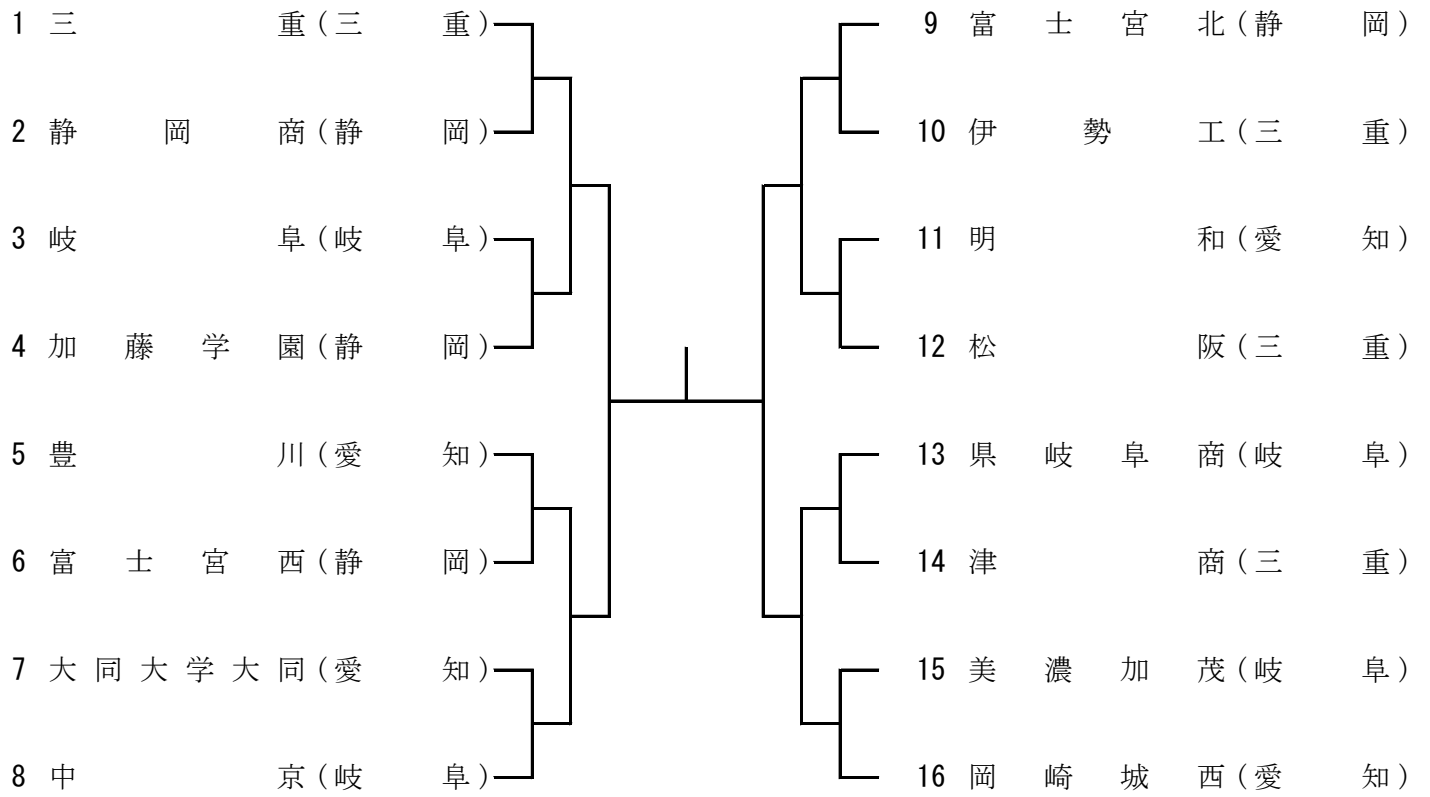 1 三重(三重)
2 静岡商(静岡)
3 岐阜(岐阜)
4 加藤学園(静岡)
5 豊川(愛知)
6 富士宮西(静岡)
7 大同大学大同(愛知)
8 中京(岐阜)
9 富士宮北(静岡)
10 伊勢工(三重)
11 明和(愛知)
12 松阪(三重)
13 県岐阜商(岐阜)
14 津商(三重)
15 美濃加茂(岐阜)
16 岡崎城西(愛知)